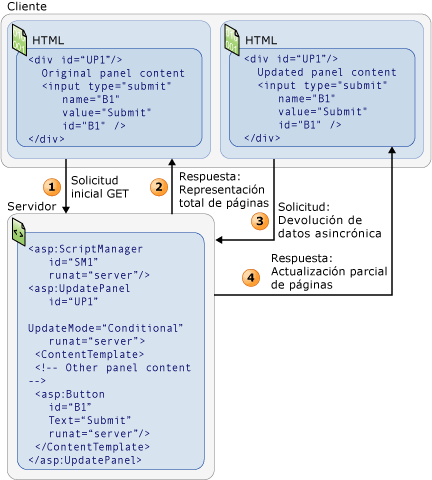 Cliente
HTML
<div id="UP1"/>
Original panel content
<input type="submit"
name="B1"
value="Submit"
id="B1" />
</div>
HTML
<div id="UP1"/>
Updated panel content
<input type="submit"
name="B1"
value="Submit"
id="B1" />
</div>
1
Solicitud
inicial GET
2
Respuesta:
Representación
total de páginas
3
Solicitud:
Devolución de
datos asincrónica
4
Respuesta:
Actualización parcial
de páginas
Servidor
<asp:ScriptManager
id="SM1"
runat="server"/>
<asp:UpdatePanel
id="UP1"
UpdateMode="Conditional"
runat="server">
<ContentTemplate>
<!-- Other panel content
-->
<asp:Button
id="B1"
Text="Submit"
runat="server"/>
</ContentTemplate>
</asp:UpdatePanel>